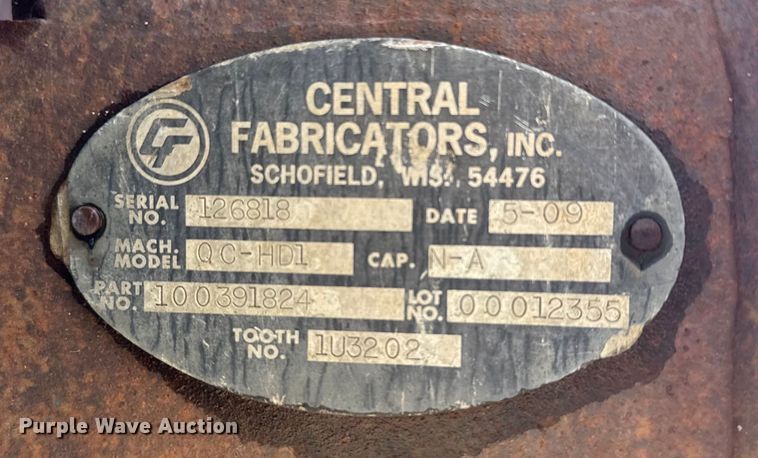 CENTRAL
FABRICATORS, INC.
SCHOFIELD, WIS. 54476
SERIAL NO. 126818 DATE 5-09
MACH. MODEL QC-HD1 CAP. N-A
PART NO. 100391824 LOT NO. 00012355
TOOTH NO. 1U3202
Purple Wave Auction